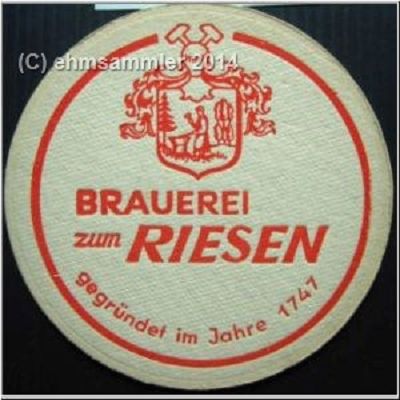 (C) ehmsammler 2014
BRAUEREI
zum RIESEN
gegründet im Jahre 1747